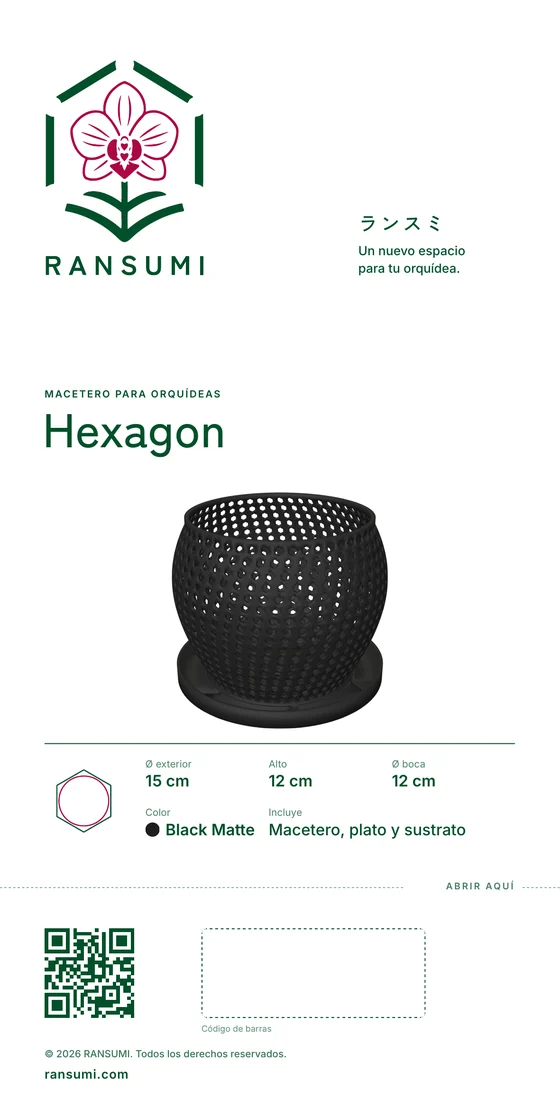 RANSUMI
ランスミ
Un nuevo espacio
para tu orquídea.
MACETERO PARA ORQUÍDEAS
Hexagon
Ø exterior
15 cm
Alto
12 cm
Ø boca
12 cm
Color
Black Matte
Incluye
Macetero, plato y sustrato
ABRIR AQUÍ
Código de barras
© 2026 RANSUMI. Todos los derechos reservados.
ransumi.com